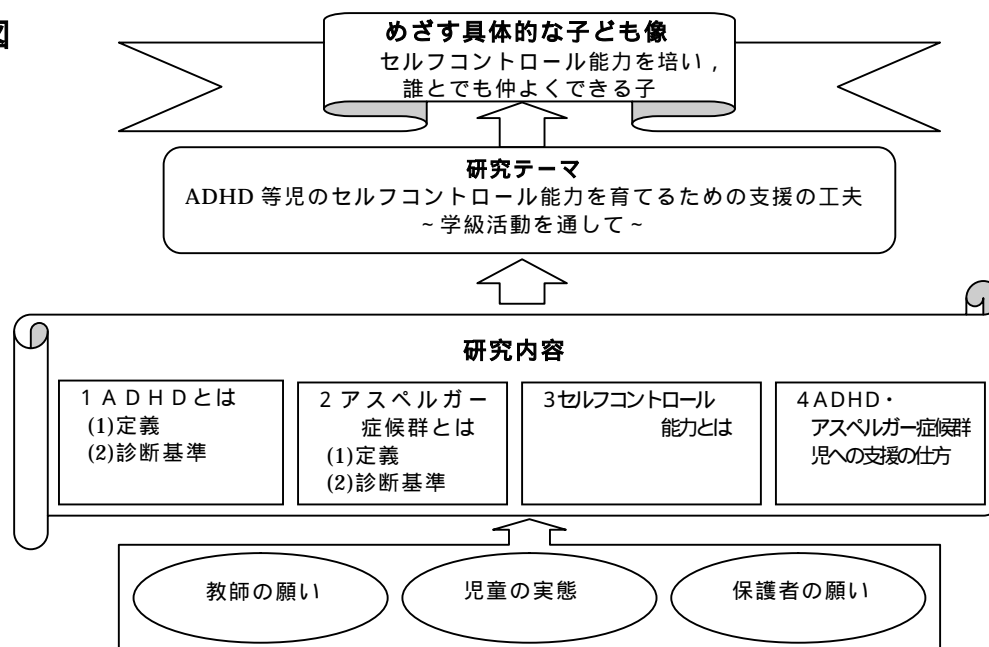 図
めざす具体的な子ども像
セルフコントロール能力を培い,
誰とでも仲よくできる子
研究テーマ
ADHD 等児のセルフコントロール能力を育てるための支援の工夫
~学級活動を通して~
研究内容
1 ＡＤＨＤとは
(1)定義
(2)診断基準
2 アスペルガー
症候群とは
(1)定義
(2)診断基準
3セルフコントロール
能力とは
4ADHD・
アスペルガー症候群
児への支援の仕方
教師の願い
児童の実態
保護者の願い